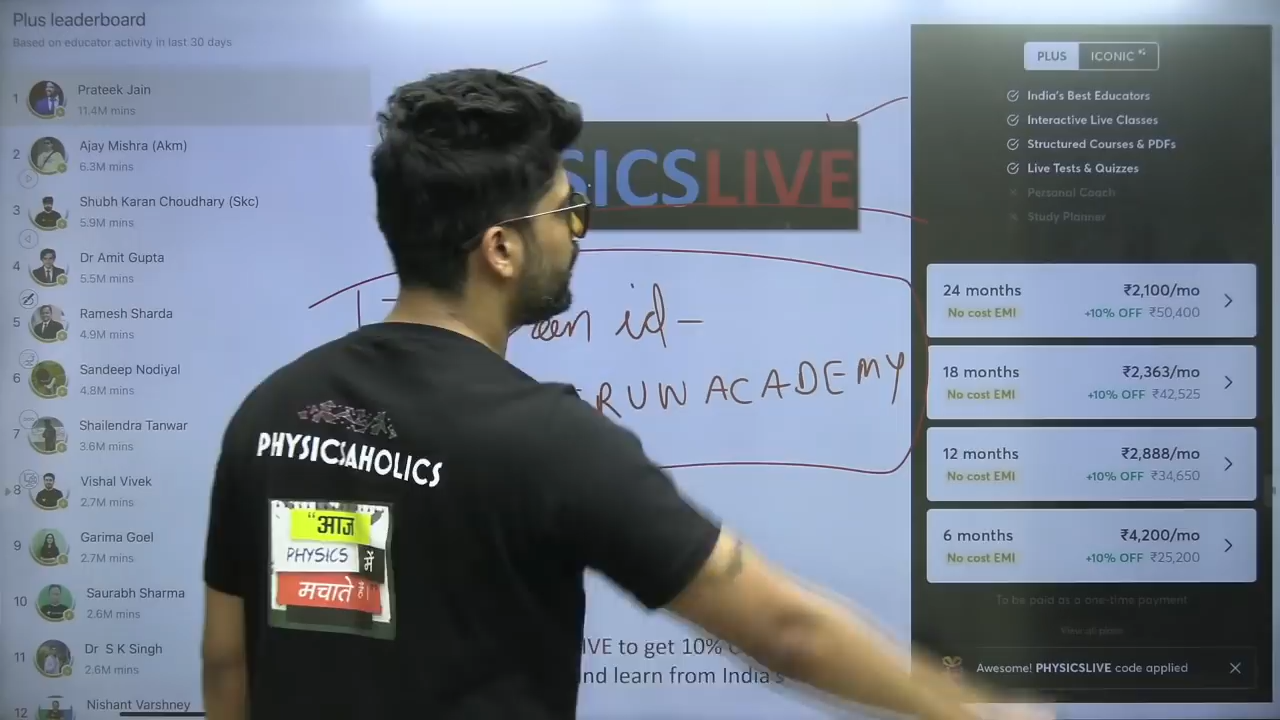 Plus leaderboard
Based on educator activity in last 30 days
1
Prateek Jain
11.4M mins
2
Ajay Mishra (Akm)
6.3M mins
3
Shubh Karan Choudhary (Skc)
5.9M mins
4
Dr Amit Gupta
5.5M mins
5
Ramesh Sharda
4.9M mins
6
Sandeep Nodiyal
4.8M mins
7
Shailendra Tanwar
3.6M mins
8
Vishal Vivek
2.7M mins
9
Garima Goel
2.7M mins
10
Saurabh Sharma
2.6M mins
11
Dr S K Singh
2.6M mins
12
Nishant Varshney
SICSLIVE
id -
RUWACADEMY
PHYSICSAHOLICS
"आज
PHYSICS में
मचाते हैं।
IVE to get 10%
nd learn from India's
PLUS ICONIC
India's Best Educators
Interactive Live Classes
Structured Courses & PDFs
Live Tests & Quizzes
Personal Coach
Study Planner
24 months ₹2,100/mo
No cost EMI +10% OFF ₹50,400
18 months ₹2,363/mo
No cost EMI +10% OFF ₹42,525
12 months ₹2,888/mo
No cost EMI +10% OFF ₹34,650
6 months ₹4,200/mo
No cost EMI +10% OFF ₹25,200
To be paid as a one-time payment
View all plans
Awesome! PHYSICSLIVE code applied